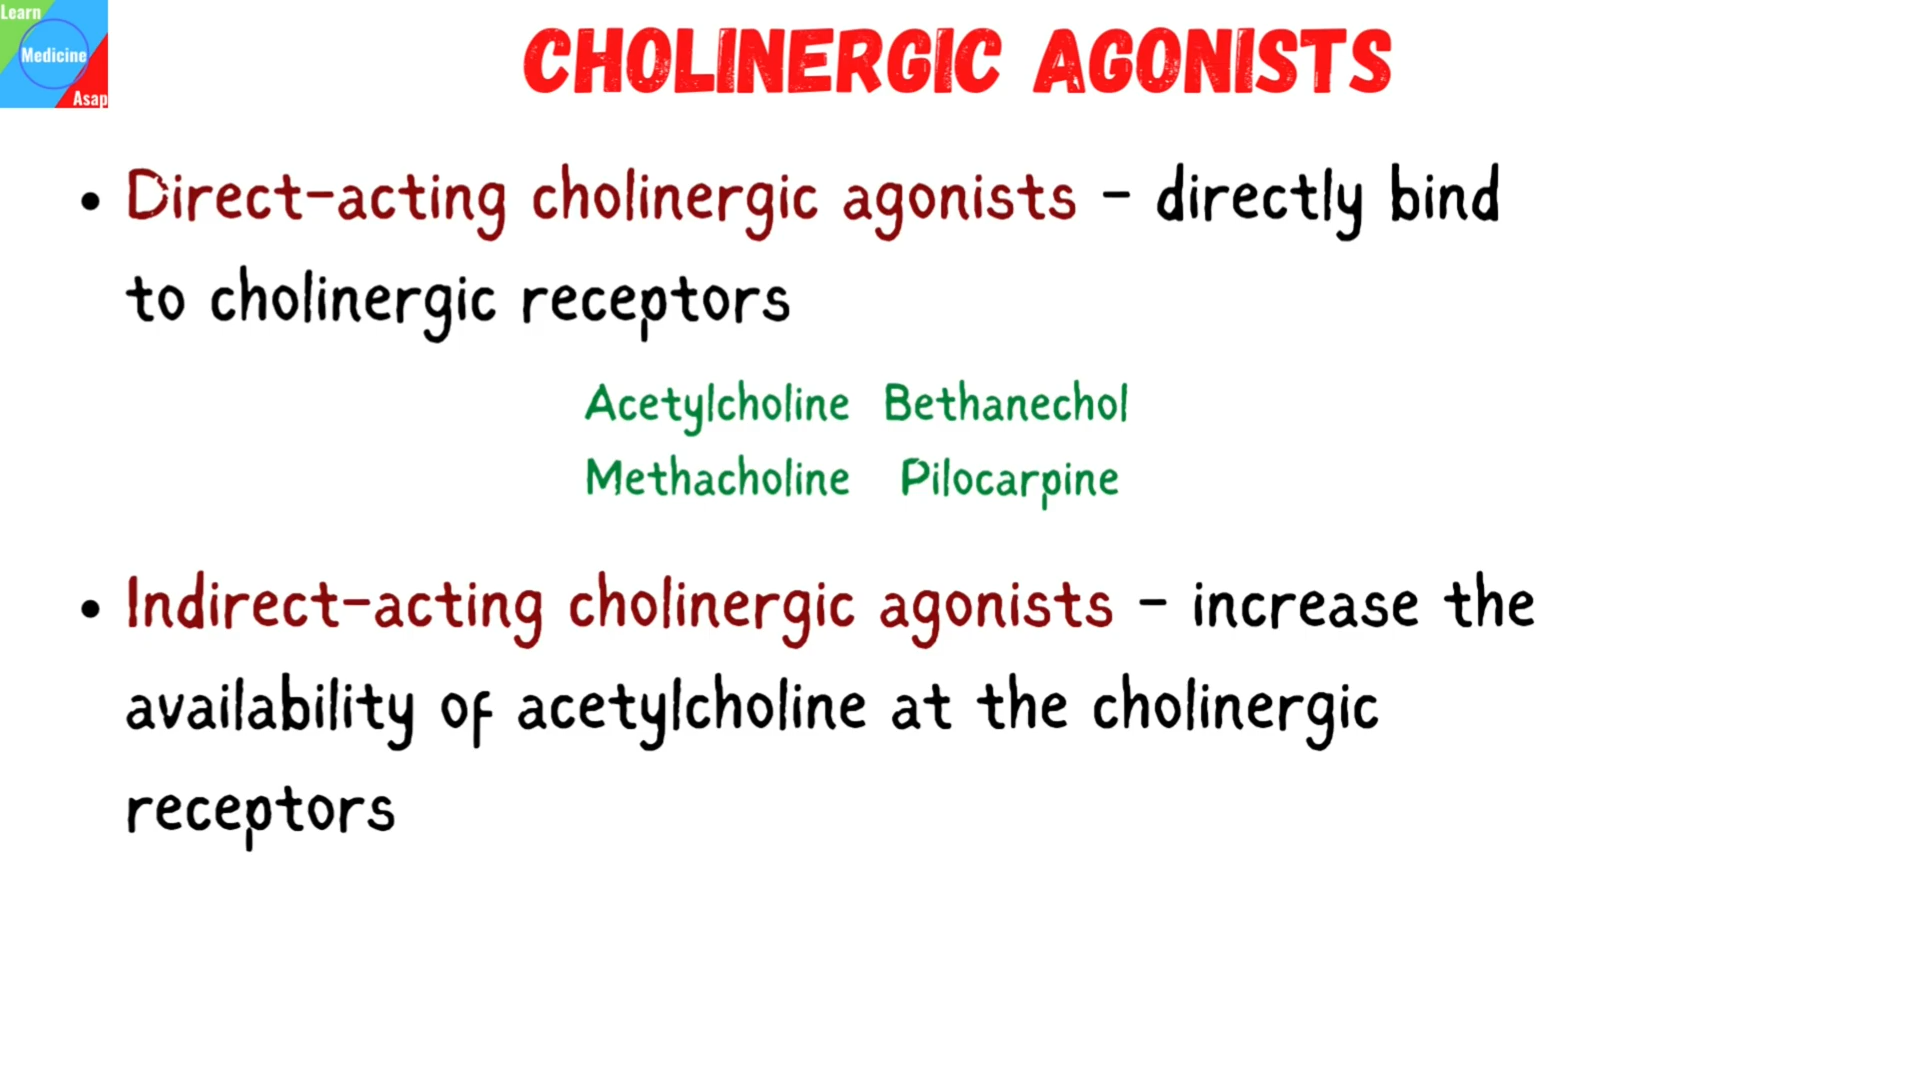 Learn
Medicine
Asap
CHOLINERGIC AGONISTS
• Direct-acting cholinergic agonists - directly bind
to cholinergic receptors
Acetylcholine Bethanechol
Methacholine Pilocarpine
• Indirect-acting cholinergic agonists - increase the
availability of acetylcholine at the cholinergic
receptors